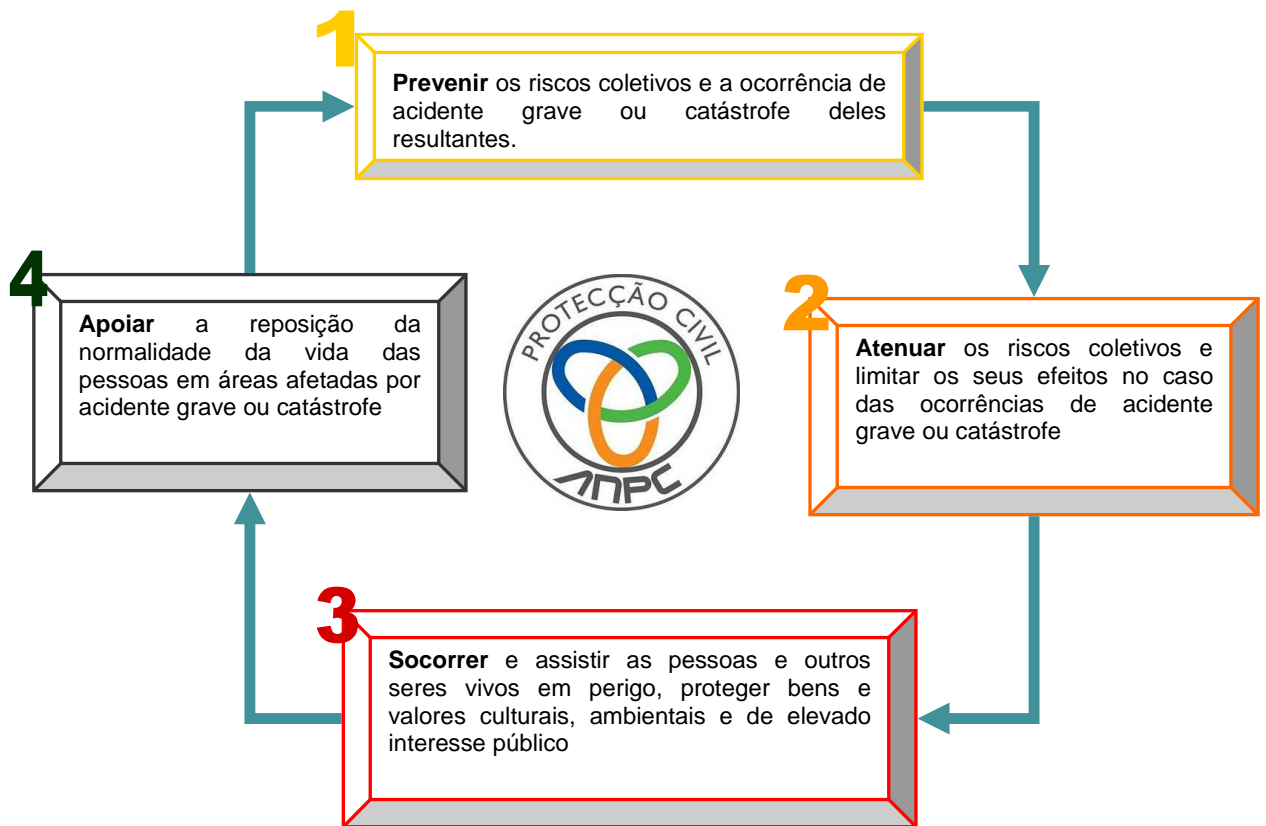 1
Prevenir os riscos coletivos e a ocorrência de
acidente grave ou catástrofe deles
resultantes.
2
Atenuar os riscos coletivos e
limitar os seus efeitos no caso
das ocorrências de acidente
grave ou catástrofe
3
Socorrer e assistir as pessoas e outros
seres vivos em perigo, proteger bens e
valores culturais, ambientais e de elevado
interesse público
4
Apoiar a reposição da
normalidade da vida das
pessoas em áreas afetadas por
acidente grave ou catástrofe
PROTECÇÃO CIVIL
ANPC